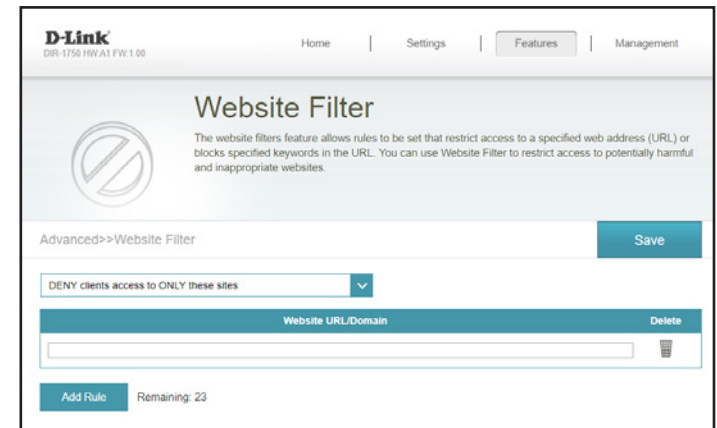 D-Link
DIR-1750 HW:A1 FW:1.00
Home | Settings | Features | Management
Website Filter
The website filters feature allows rules to be set that restrict access to a specified web address (URL) or
blocks specified keywords in the URL. You can use Website Filter to restrict access to potentially harmful
and inappropriate websites.
Advanced>>Website Filter
Save
DENY clients access to ONLY these sites
Website URL/Domain Delete
Add Rule Remaining: 23